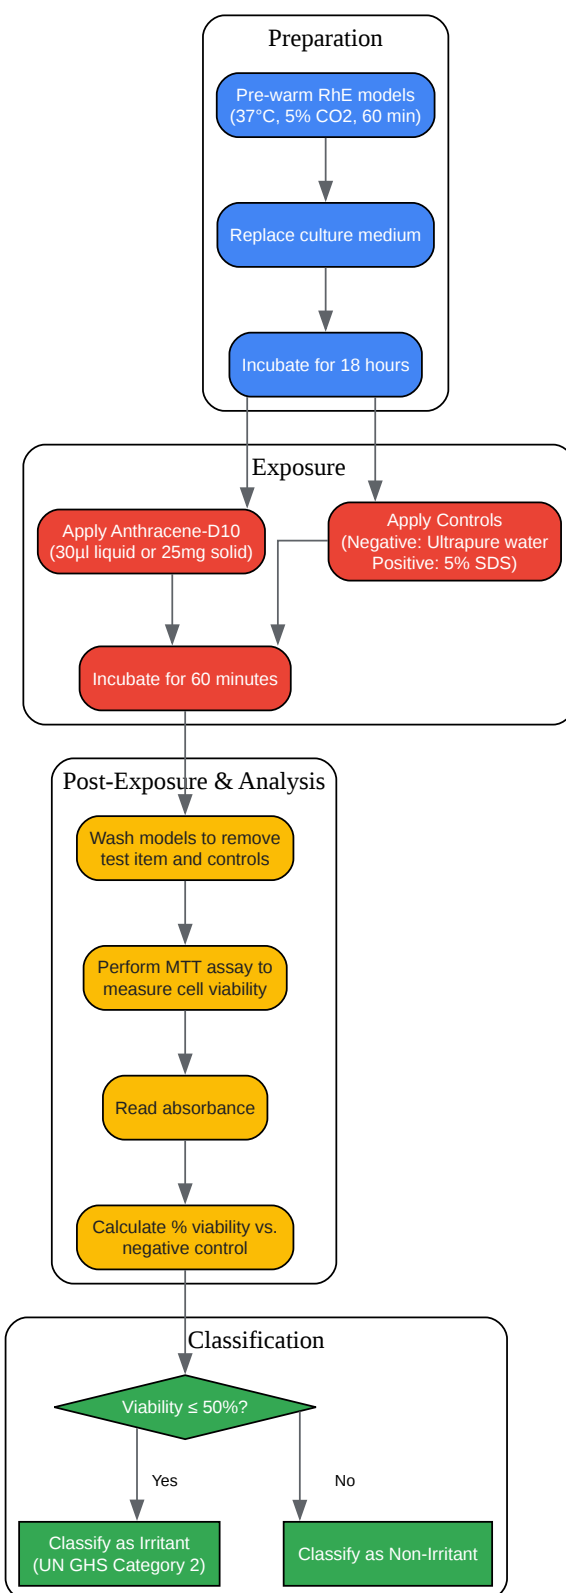 Preparation
Pre-warm RhE models
(37°C, 5% CO2, 60 min)
Replace culture medium
Incubate for 18 hours
Exposure
Apply Anthracene-D10
(30µl liquid or 25mg solid)
Apply Controls
(Negative: Ultrapure water
Positive: 5% SDS)
Incubate for 60 minutes
Post-Exposure & Analysis
Wash models to remove
test item and controls
Perform MTT assay to
measure cell viability
Read absorbance
Calculate % viability vs.
negative control
Classification
Viability ≤ 50%?
Yes
No
Classify as Irritant
(UN GHS Category 2)
Classify as Non-Irritant